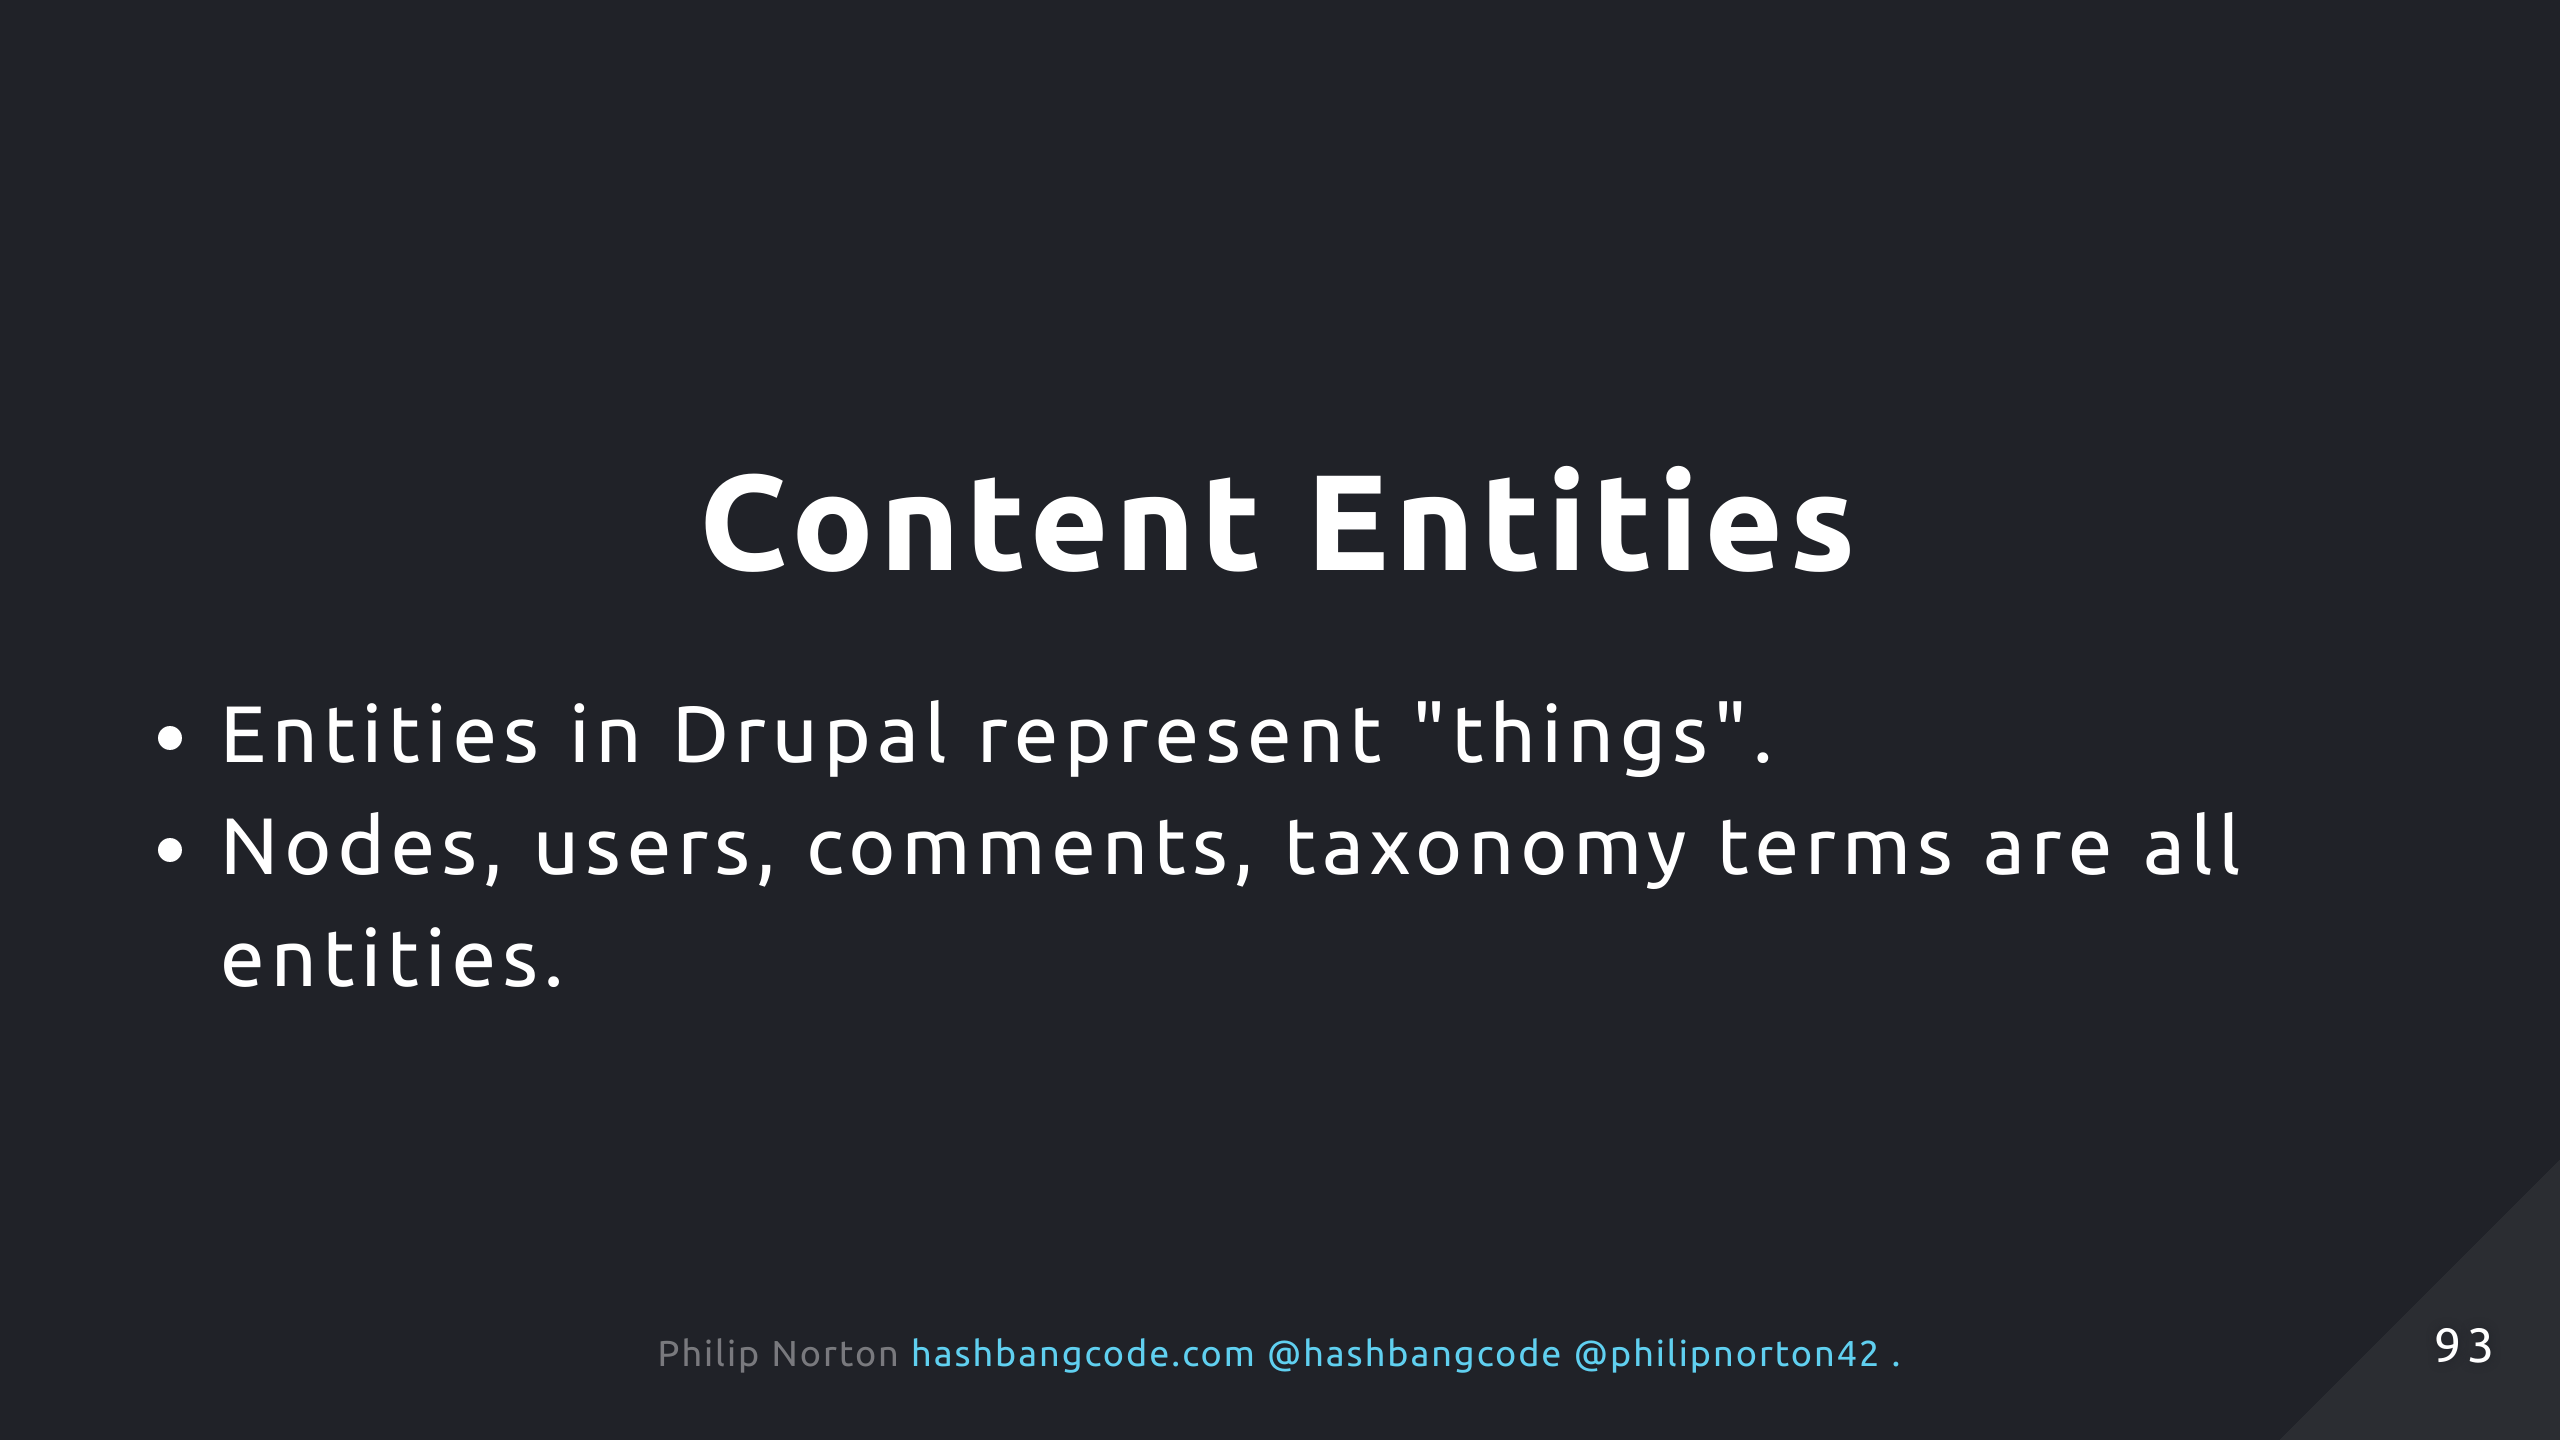 Content Entities
• Entities in Drupal represent "things".
• Nodes, users, comments, taxonomy terms are all
entities.
Philip Norton hashbangcode.com @hashbangcode @philipnorton42 .
93